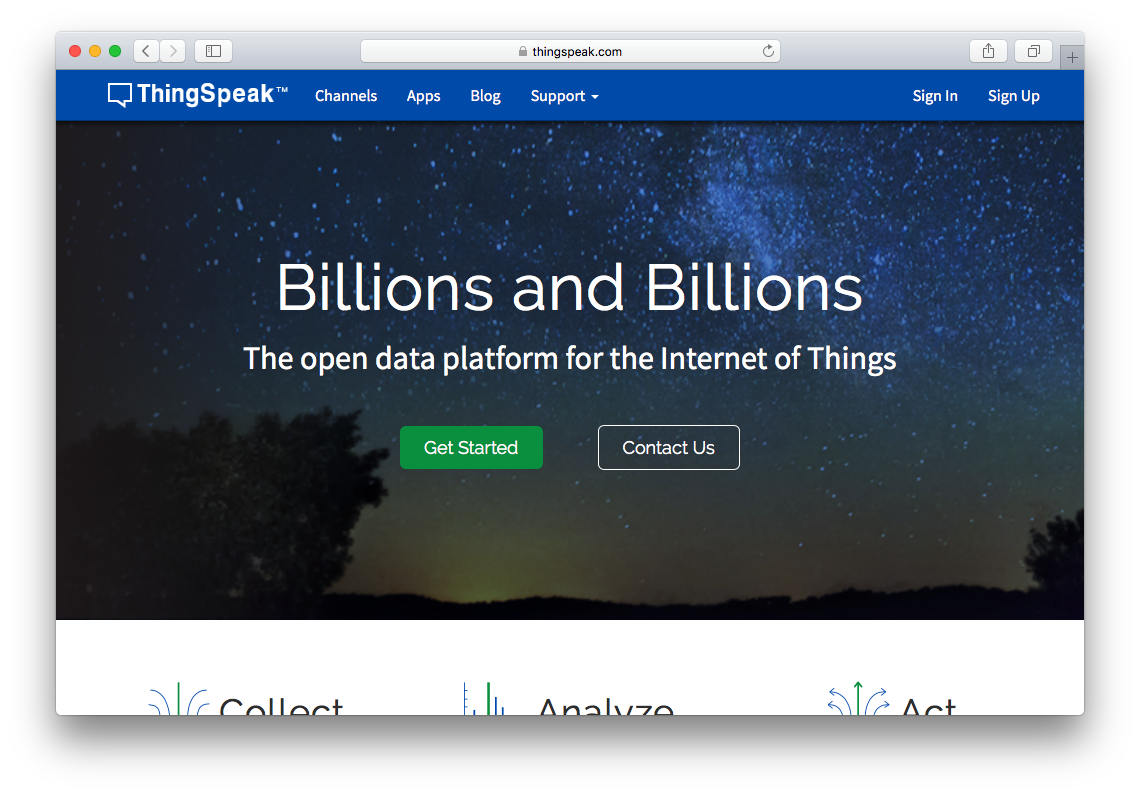 thingspeak.com
ThingSpeak™ Channels Apps Blog Support Sign In Sign Up
Billions and Billions
The open data platform for the Internet of Things
Get Started Contact Us
Collect Analyze Act